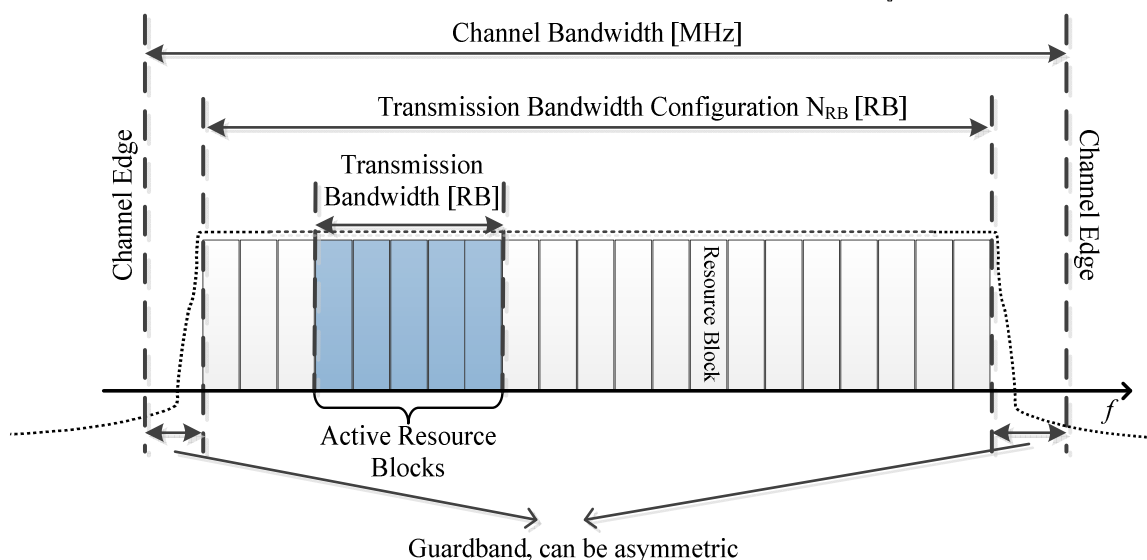 Channel Bandwidth [MHz]
Transmission Bandwidth Configuration NRB [RB]
Transmission
Bandwidth [RB]
Channel Edge
Channel Edge
Resource Block
f
Active Resource
Blocks
Guardband, can be asymmetric